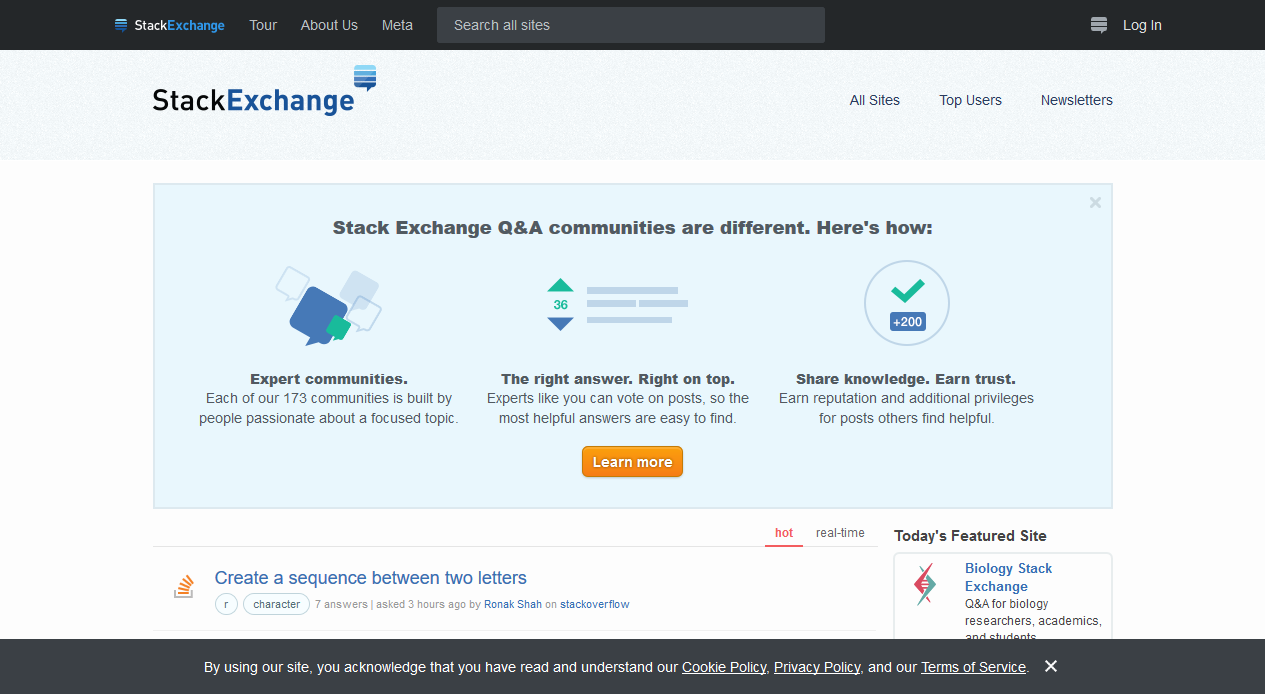 StackExchange Tour About Us Meta Search all sites Log In
StackExchange
All Sites Top Users Newsletters
Stack Exchange Q&A communities are different. Here's how:
36
+200
Expert communities.
Each of our 173 communities is built by
people passionate about a focused topic.
The right answer. Right on top.
Experts like you can vote on posts, so the
most helpful answers are easy to find.
Share knowledge. Earn trust.
Earn reputation and additional privileges
for posts others find helpful.
Learn more
hot real-time
Create a sequence between two letters
r character 7 answers | asked 3 hours ago by Ronak Shah on stackoverflow
Today's Featured Site
Biology Stack
Exchange
Q&A for biology
researchers, academics,
and students
By using our site, you acknowledge that you have read and understand our Cookie Policy, Privacy Policy, and our Terms of Service.